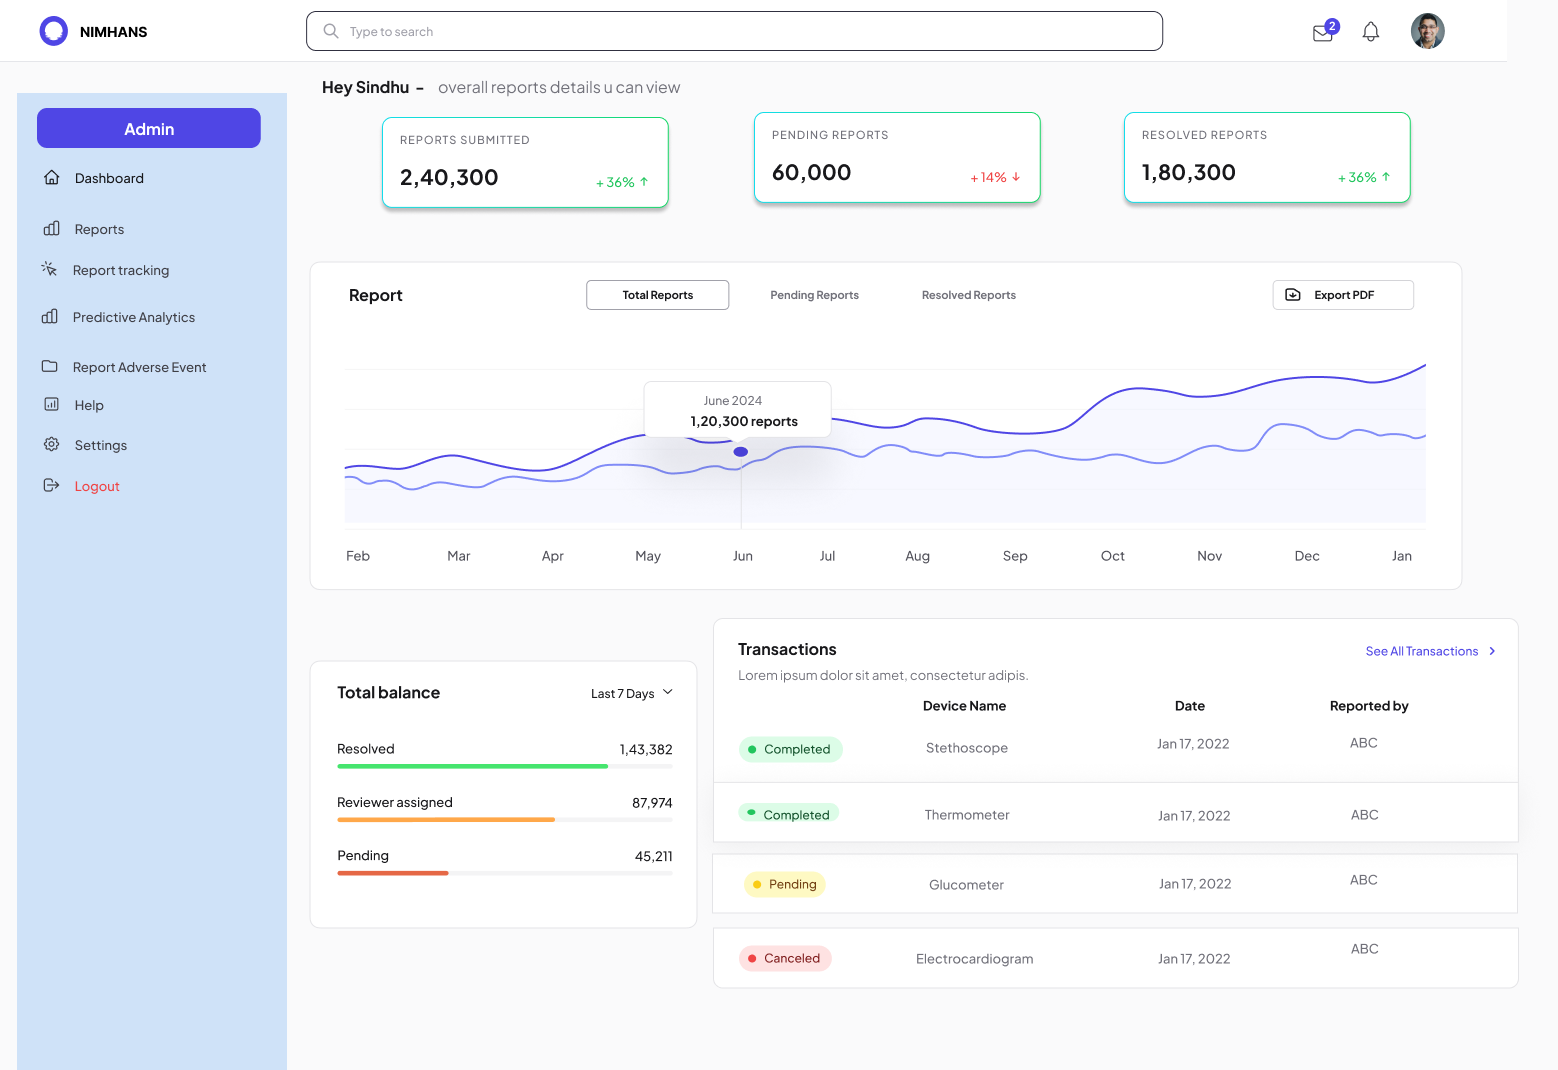 NIMHANS
Type to search
2
Hey Sindhu - overall reports details u can view
Admin
Dashboard
Reports
Report tracking
Predictive Analytics
Report Adverse Event
Help
Settings
Logout
REPORTS SUBMITTED
2,40,300
+ 36% ↑
PENDING REPORTS
60,000
+ 14% ↓
RESOLVED REPORTS
1,80,300
+ 36% ↑
Report
Total Reports
Pending Reports
Resolved Reports
Export PDF
June 2024
1,20,300 reports
Feb Mar Apr May Jun Jul Aug Sep Oct Nov Dec Jan
Total balance
Last 7 Days
Resolved 1,43,382
Reviewer assigned 87,974
Pending 45,211
Transactions
See All Transactions
Lorem ipsum dolor sit amet, consectetur adipis.
Device Name Date Reported by
Completed Stethoscope Jan 17, 2022 ABC
Completed Thermometer Jan 17, 2022 ABC
Pending Glucometer Jan 17, 2022 ABC
Canceled Electrocardiogram Jan 17, 2022 ABC